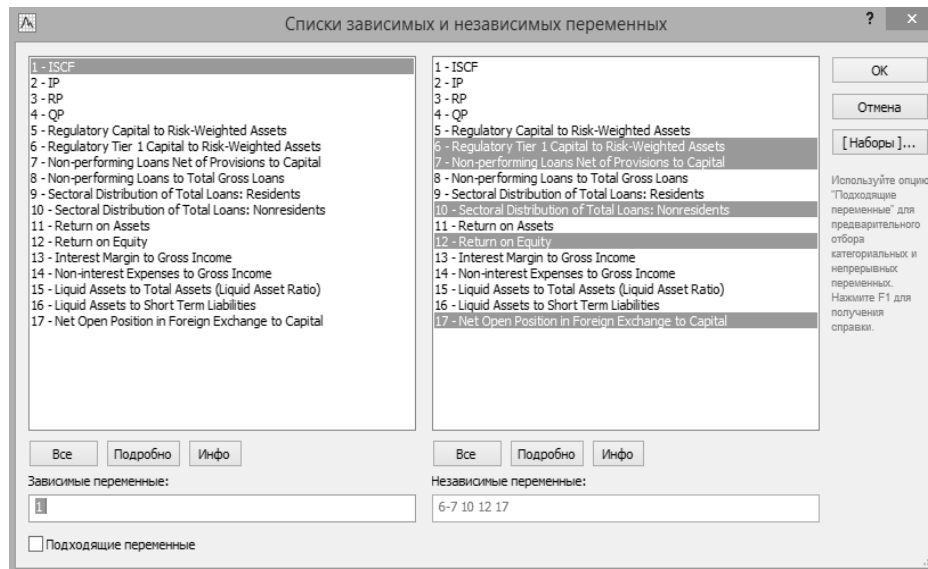 Списки зависимых и независимых переменных
? ×
1 - ISCF
2 - IP
3 - RP
4 - QP
5 - Regulatory Capital to Risk-Weighted Assets
6 - Regulatory Tier 1 Capital to Risk-Weighted Assets
7 - Non-performing Loans Net of Provisions to Capital
8 - Non-performing Loans to Total Gross Loans
9 - Sectoral Distribution of Total Loans: Residents
10 - Sectoral Distribution of Total Loans: Nonresidents
11 - Return on Assets
12 - Return on Equity
13 - Interest Margin to Gross Income
14 - Non-interest Expenses to Gross Income
15 - Liquid Assets to Total Assets (Liquid Asset Ratio)
16 - Liquid Assets to Short Term Liabilities
17 - Net Open Position in Foreign Exchange to Capital
Все Подробно Инфо
Зависимые переменные:
1
Подходящие переменные
1 - ISCF
2 - IP
3 - RP
4 - QP
5 - Regulatory Capital to Risk-Weighted Assets
6 - Regulatory Tier 1 Capital to Risk-Weighted Assets
7 - Non-performing Loans Net of Provisions to Capital
8 - Non-performing Loans to Total Gross Loans
9 - Sectoral Distribution of Total Loans: Residents
10 - Sectoral Distribution of Total Loans: Nonresidents
11 - Return on Assets
12 - Return on Equity
13 - Interest Margin to Gross Income
14 - Non-interest Expenses to Gross Income
15 - Liquid Assets to Total Assets (Liquid Asset Ratio)
16 - Liquid Assets to Short Term Liabilities
17 - Net Open Position in Foreign Exchange to Capital
Все Подробно Инфо
Независимые переменные:
6-7 10 12 17
ОК
Отмена
[Наборы]...
Используйте опцию
"Подходящие
переменные" для
предварительного
отбора
категориальных и
непрерывных
переменных.
Нажмите F1 для
получения
справки.